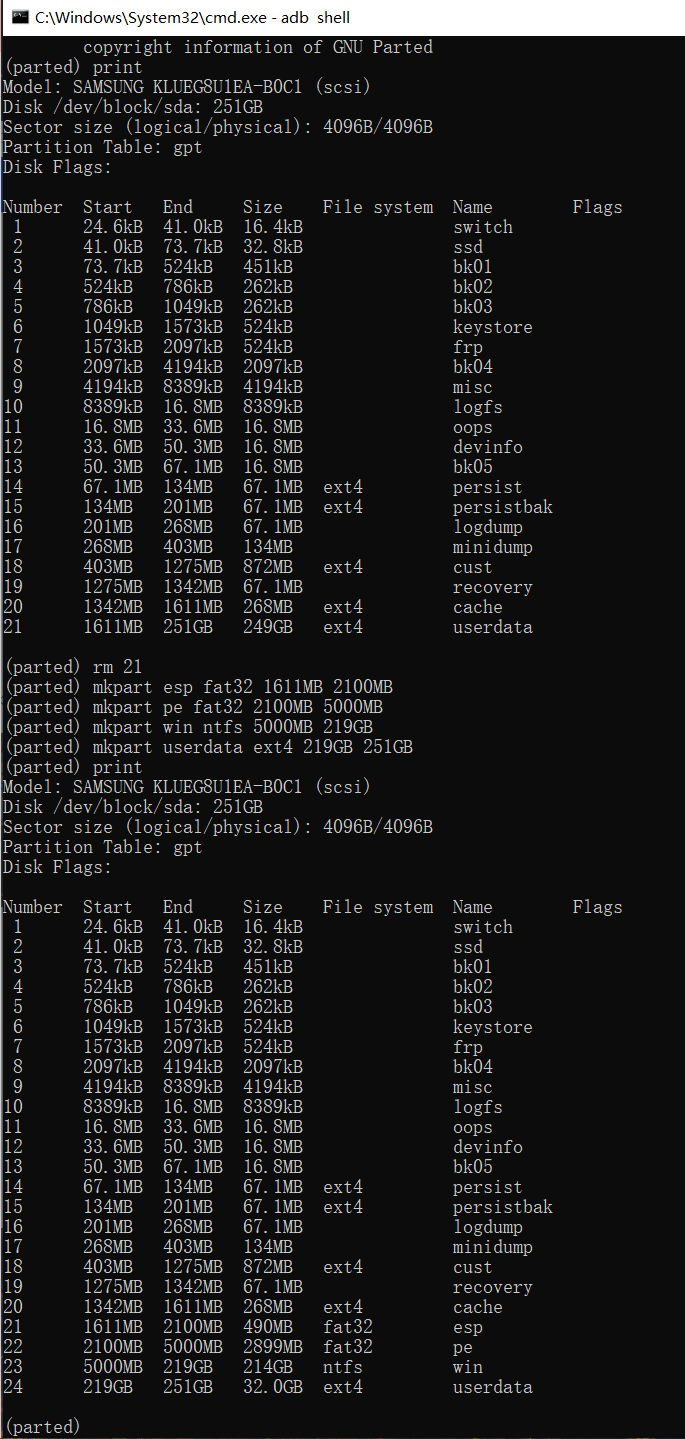 C:\Windows\System32\cmd.exe - adb  shell
        copyright information of GNU Parted
(parted) print
Model: SAMSUNG KLUEG8U1EA-B0C1 (scsi)
Disk /dev/block/sda: 251GB
Sector size (logical/physical): 4096B/4096B
Partition Table: gpt
Disk Flags:

Number  Start   End     Size    File system  Name        Flags
 1      24.6kB  41.0kB  16.4kB               switch
 2      41.0kB  73.7kB  32.8kB               ssd
 3      73.7kB  524kB   451kB                bk01
 4      524kB   786kB   262kB                bk02
 5      786kB   1049kB  262kB                bk03
 6      1049kB  1573kB  524kB                keystore
 7      1573kB  2097kB  524kB                frp
 8      2097kB  4194kB  2097kB               bk04
 9      4194kB  8389kB  4194kB               misc
10      8389kB  16.8MB  8389kB               logfs
11      16.8MB  33.6MB  16.8MB               oops
12      33.6MB  50.3MB  16.8MB               devinfo
13      50.3MB  67.1MB  16.8MB               bk05
14      67.1MB  134MB   67.1MB  ext4         persist
15      134MB   201MB   67.1MB  ext4         persistbak
16      201MB   268MB   67.1MB               logdump
17      268MB   403MB   134MB                minidump
18      403MB   1275MB  872MB   ext4         cust
19      1275MB  1342MB  67.1MB               recovery
20      1342MB  1611MB  268MB   ext4         cache
21      1611MB  251GB   249GB   ext4         userdata

(parted) rm 21
(parted) mkpart esp fat32 1611MB 2100MB
(parted) mkpart pe fat32 2100MB 5000MB
(parted) mkpart win ntfs 5000MB 219GB
(parted) mkpart userdata ext4 219GB 251GB
(parted) print
Model: SAMSUNG KLUEG8U1EA-B0C1 (scsi)
Disk /dev/block/sda: 251GB
Sector size (logical/physical): 4096B/4096B
Partition Table: gpt
Disk Flags:

Number  Start   End     Size    File system  Name        Flags
 1      24.6kB  41.0kB  16.4kB               switch
 2      41.0kB  73.7kB  32.8kB               ssd
 3      73.7kB  524kB   451kB                bk01
 4      524kB   786kB   262kB                bk02
 5      786kB   1049kB  262kB                bk03
 6      1049kB  1573kB  524kB                keystore
 7      1573kB  2097kB  524kB                frp
 8      2097kB  4194kB  2097kB               bk04
 9      4194kB  8389kB  4194kB               misc
10      8389kB  16.8MB  8389kB               logfs
11      16.8MB  33.6MB  16.8MB               oops
12      33.6MB  50.3MB  16.8MB               devinfo
13      50.3MB  67.1MB  16.8MB               bk05
14      67.1MB  134MB   67.1MB  ext4         persist
15      134MB   201MB   67.1MB  ext4         persistbak
16      201MB   268MB   67.1MB               logdump
17      268MB   403MB   134MB                minidump
18      403MB   1275MB  872MB   ext4         cust
19      1275MB  1342MB  67.1MB               recovery
20      1342MB  1611MB  268MB   ext4         cache
21      1611MB  2100MB  490MB   fat32        esp
22      2100MB  5000MB  2899MB  fat32        pe
23      5000MB  219GB   214GB   ntfs         win
24      219GB   251GB   32.0GB  ext4         userdata

(parted)